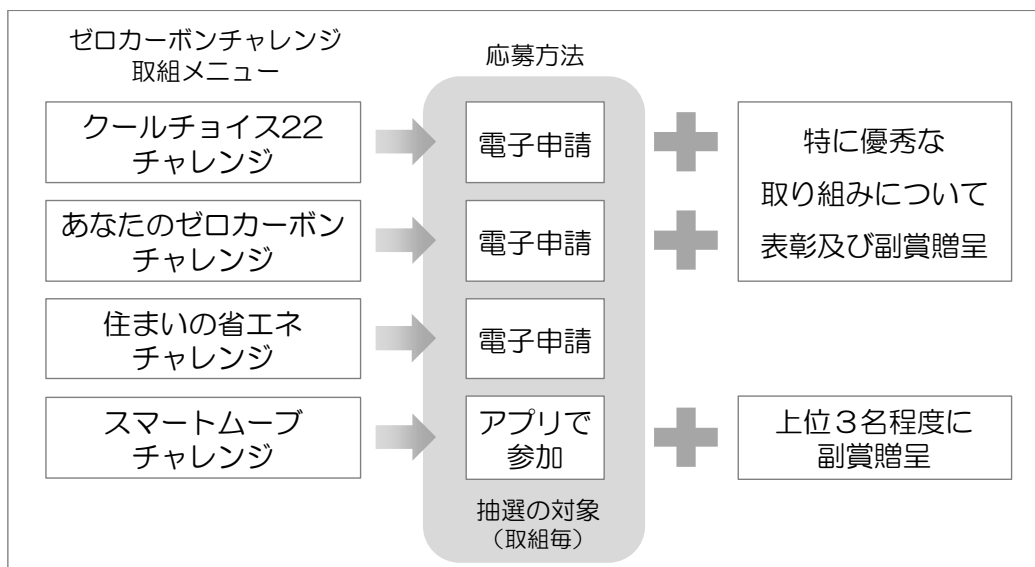 ゼロカーボンチャレンジ
取組メニュー
応募方法
クールチョイス22
チャレンジ
電子申請
特に優秀な
取り組みについて
表彰及び副賞贈呈
あなたのゼロカーボン
チャレンジ
電子申請
住まいの省エネ
チャレンジ
電子申請
スマートムーブ
チャレンジ
アプリで
参加
上位３名程度に
副賞贈呈
抽選の対象
（取組毎）